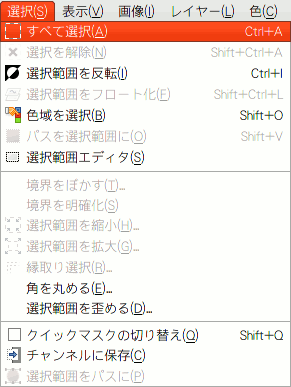 選択(S) 表示(V) 画像(I) レイヤー(L) 色(C)
すべて選択(A) Ctrl+A
選択を解除(N) Shift+Ctrl+A
選択範囲を反転(I) Ctrl+I
選択範囲をフロート化(F) Shift+Ctrl+L
色域を選択(B) Shift+O
パスを選択範囲に(O) Shift+V
選択範囲エディタ(S)
境界をぼかす(T)...
境界を明確化(S)
選択範囲を縮小(H)...
選択範囲を拡大(G)...
縁取り選択(R)...
角を丸める(E)...
選択範囲を歪める(D)...
クイックマスクの切り替え(Q) Shift+Q
チャンネルに保存(C)
選択範囲をパスに(P)